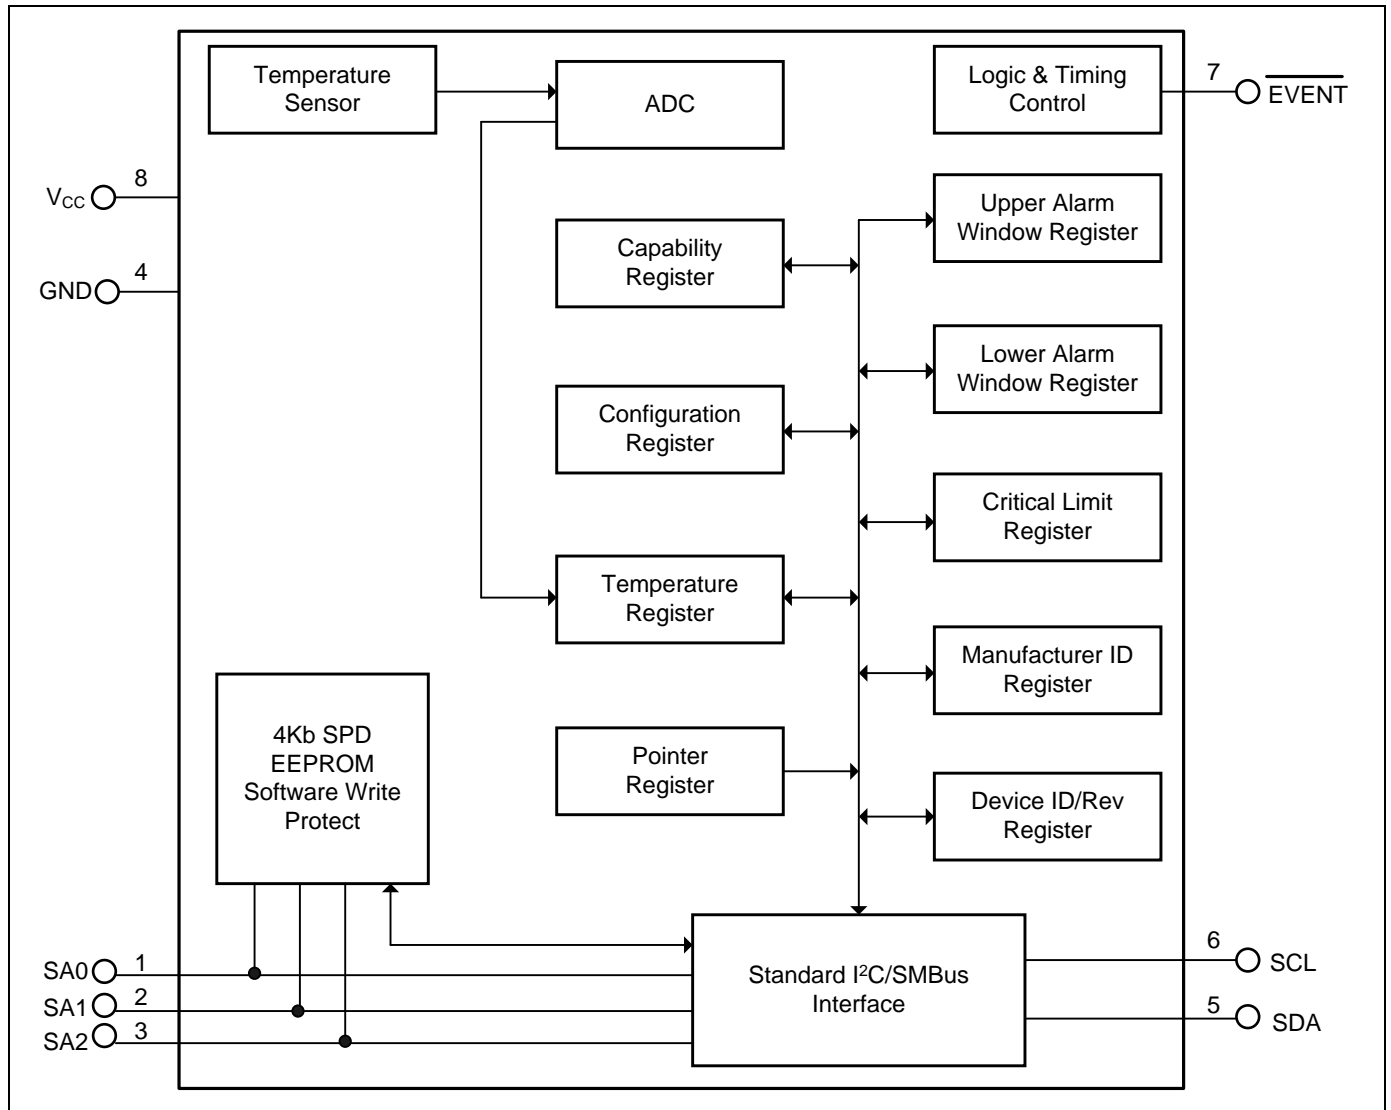 Temperature
Sensor
ADC
Logic & Timing
Control
7
EVENT
8
VCC
Upper Alarm
Window Register
Capability
Register
4
GND
Lower Alarm
Window Register
Configuration
Register
Critical Limit
Register
Temperature
Register
Manufacturer ID
Register
4Kb SPD
EEPROM
Software Write
Protect
Pointer
Register
Device ID/Rev
Register
SA0
1
SA1
2
SA2
3
Standard I²C/SMBus
Interface
6
SCL
5
SDA